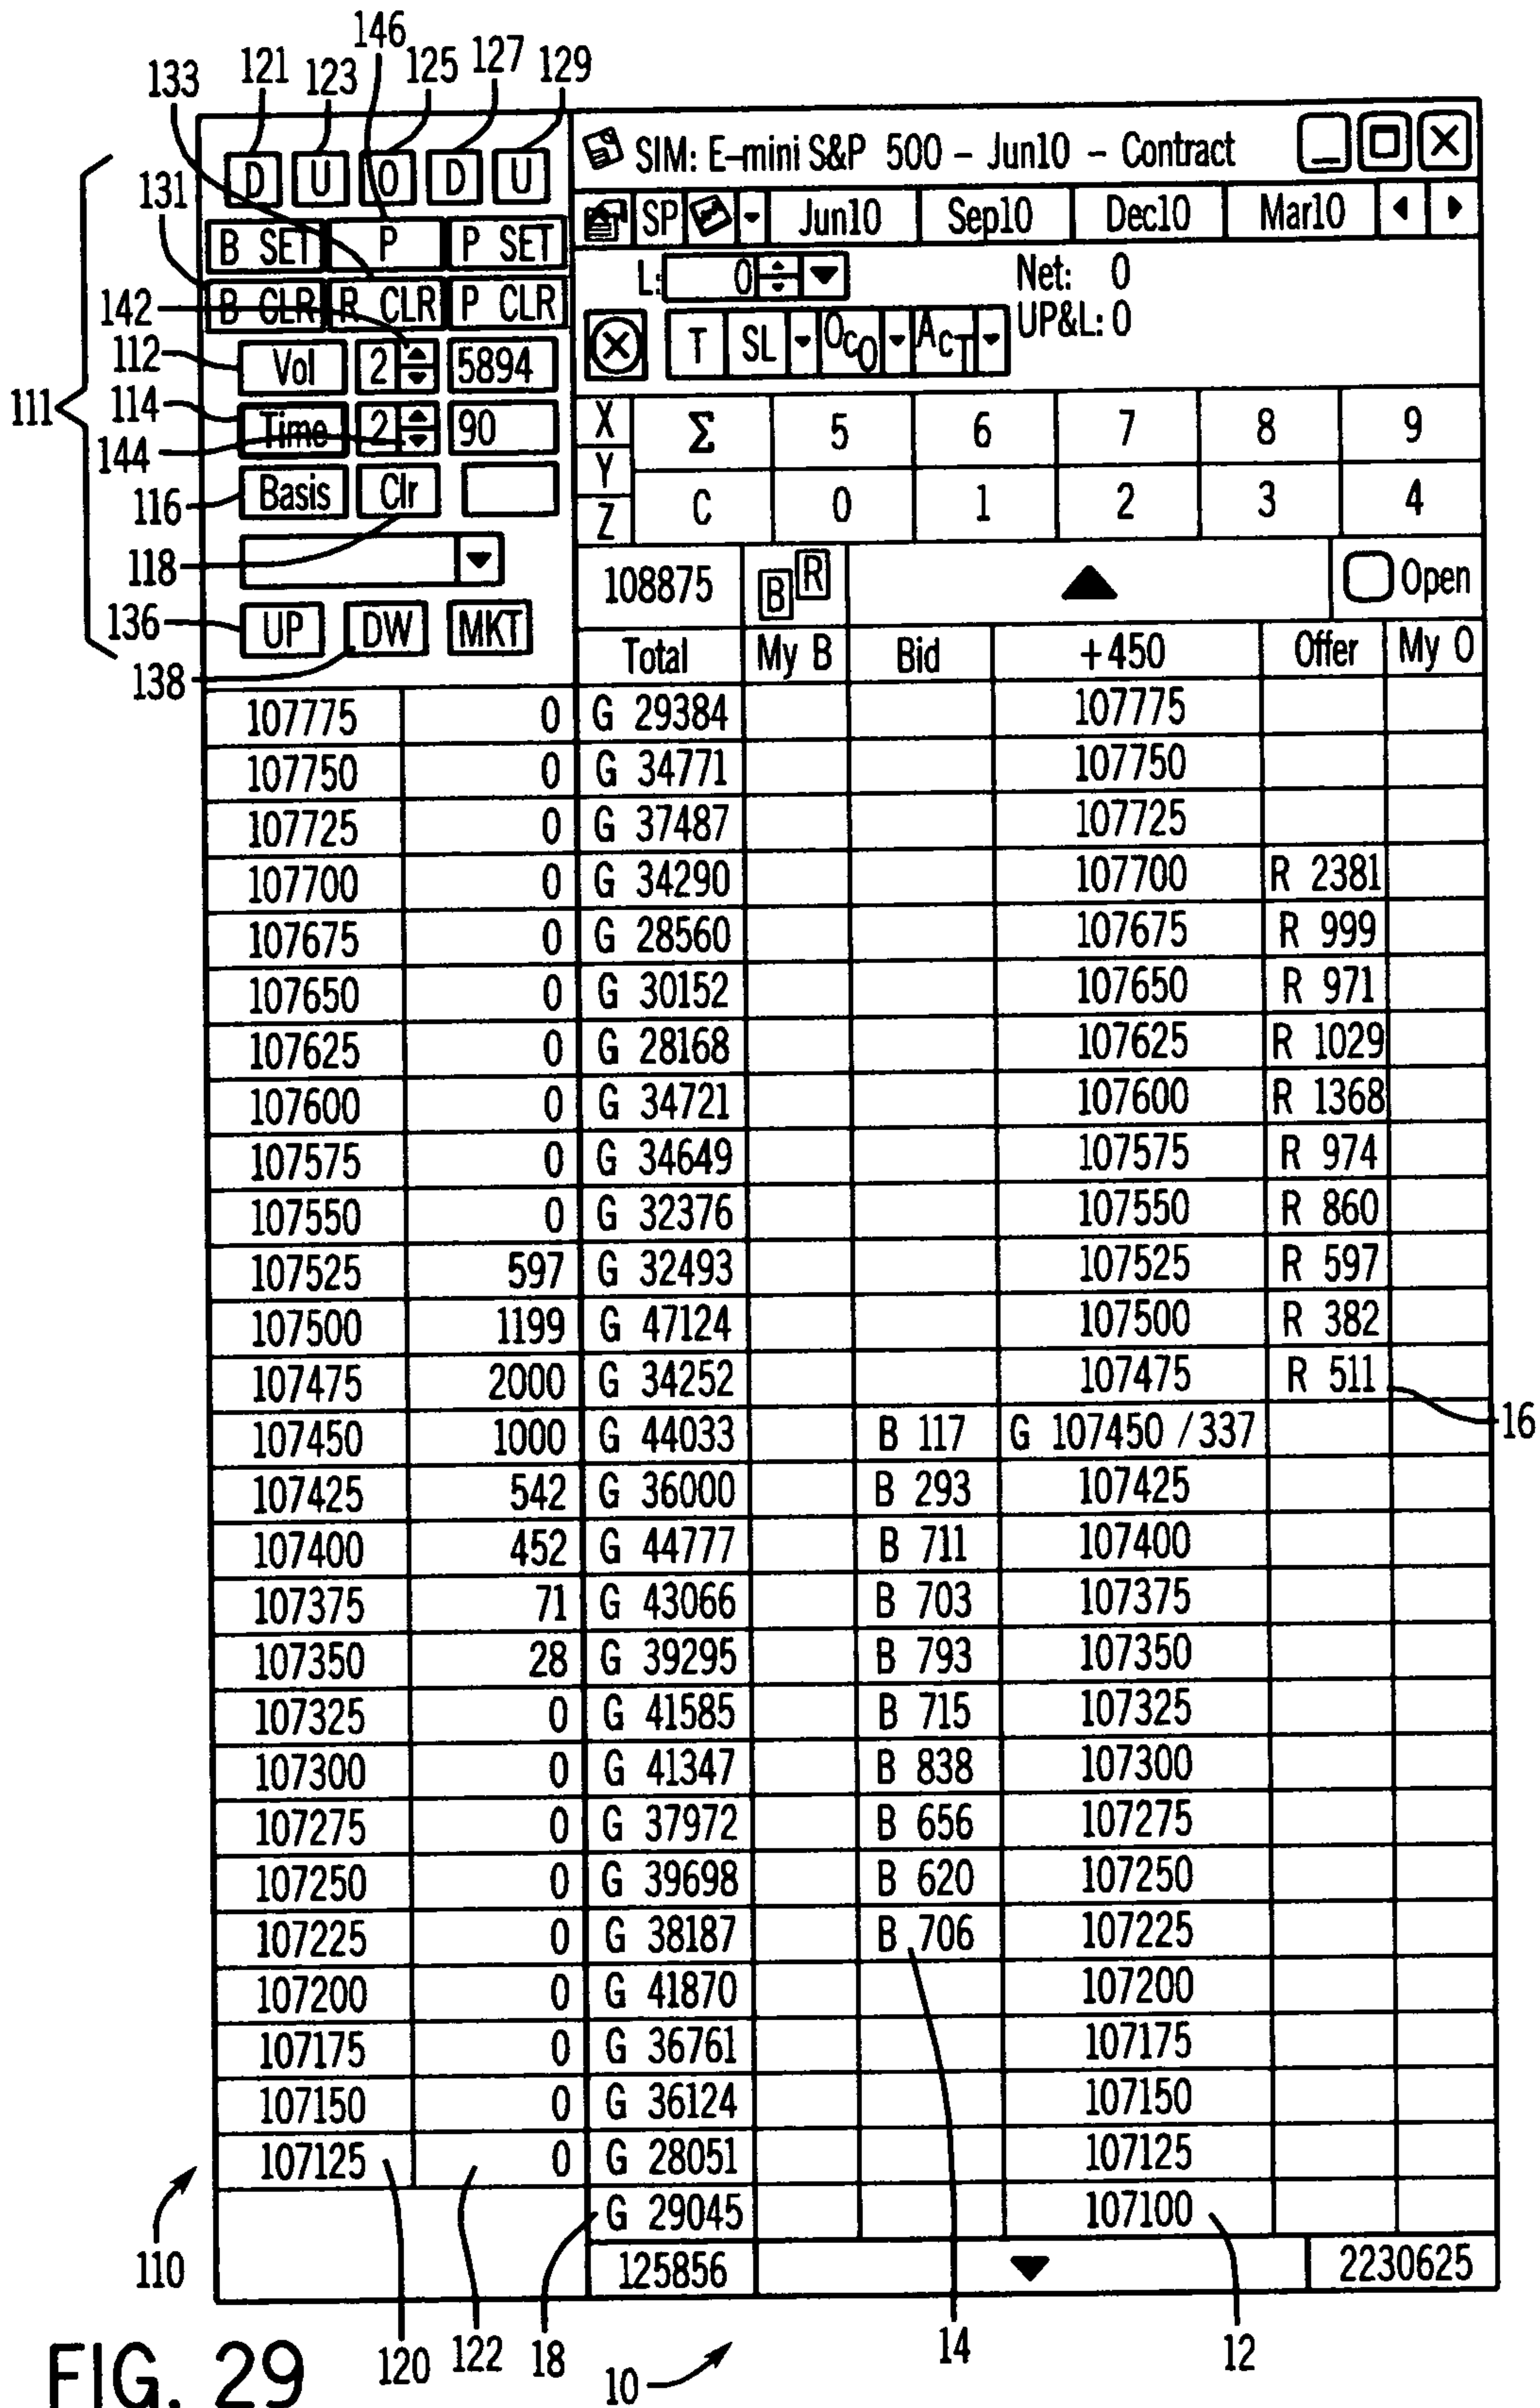 146
133 121 123 125 127 129
D U O D U
SIM: E-mini S&P 500 - Jun10 - Contract
131
B SET P P SET
SP Jun10 Sep10 Dec10 Mar10
L: 0 Net: 0
B CLR R CLR P CLR
UP&L: 0
142
T SL OCO ACT
112 Vol 2 5894
111
114 Time 2 90
144
X Σ 5 6 7 8 9
Y
116 Basis Clr
Z C 0 1 2 3 4
118
108875 B R Open
136 UP DW MKT
138
Total My B Bid +450 Offer My O
107775 0 G 29384 107775
107750 0 G 34771 107750
107725 0 G 37487 107725
107700 0 G 34290 107700 R 2381
107675 0 G 28560 107675 R 999
107650 0 G 30152 107650 R 971
107625 0 G 28168 107625 R 1029
107600 0 G 34721 107600 R 1368
107575 0 G 34649 107575 R 974
107550 0 G 32376 107550 R 860
107525 597 G 32493 107525 R 597
107500 1199 G 47124 107500 R 382
107475 2000 G 34252 107475 R 511
16
107450 1000 G 44033 B 117 G 107450 / 337
107425 542 G 36000 B 293 107425
107400 452 G 44777 B 711 107400
107375 71 G 43066 B 703 107375
107350 28 G 39295 B 793 107350
107325 0 G 41585 B 715 107325
107300 0 G 41347 B 838 107300
107275 0 G 37972 B 656 107275
107250 0 G 39698 B 620 107250
107225 0 G 38187 B 706 107225
107200 0 G 41870 107200
107175 0 G 36761 107175
107150 0 G 36124 107150
107125 0 G 28051 107125
G 29045 107100
110
125856 2230625
FIG. 29
120 122 18 10 14 12